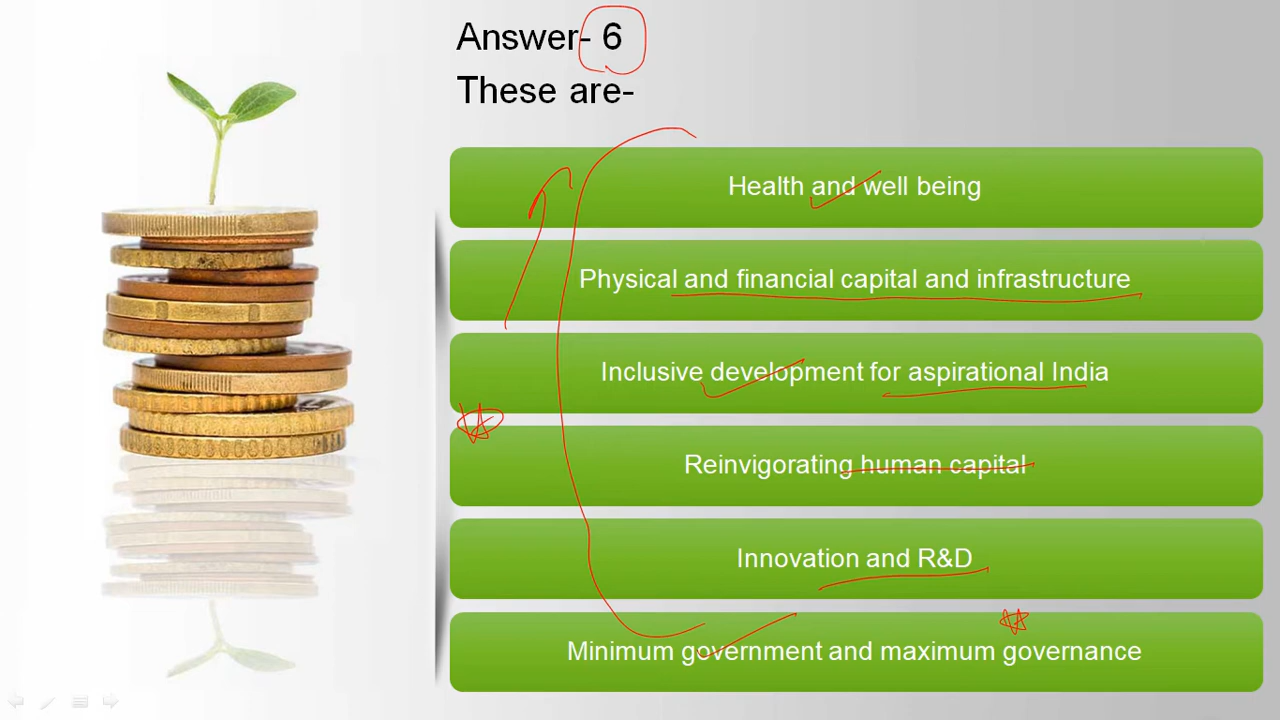 Answer- 6
These are-
Health and well being
Physical and financial capital and infrastructure
Inclusive development for aspirational India
Reinvigorating human capital
Innovation and R&D
Minimum government and maximum governance